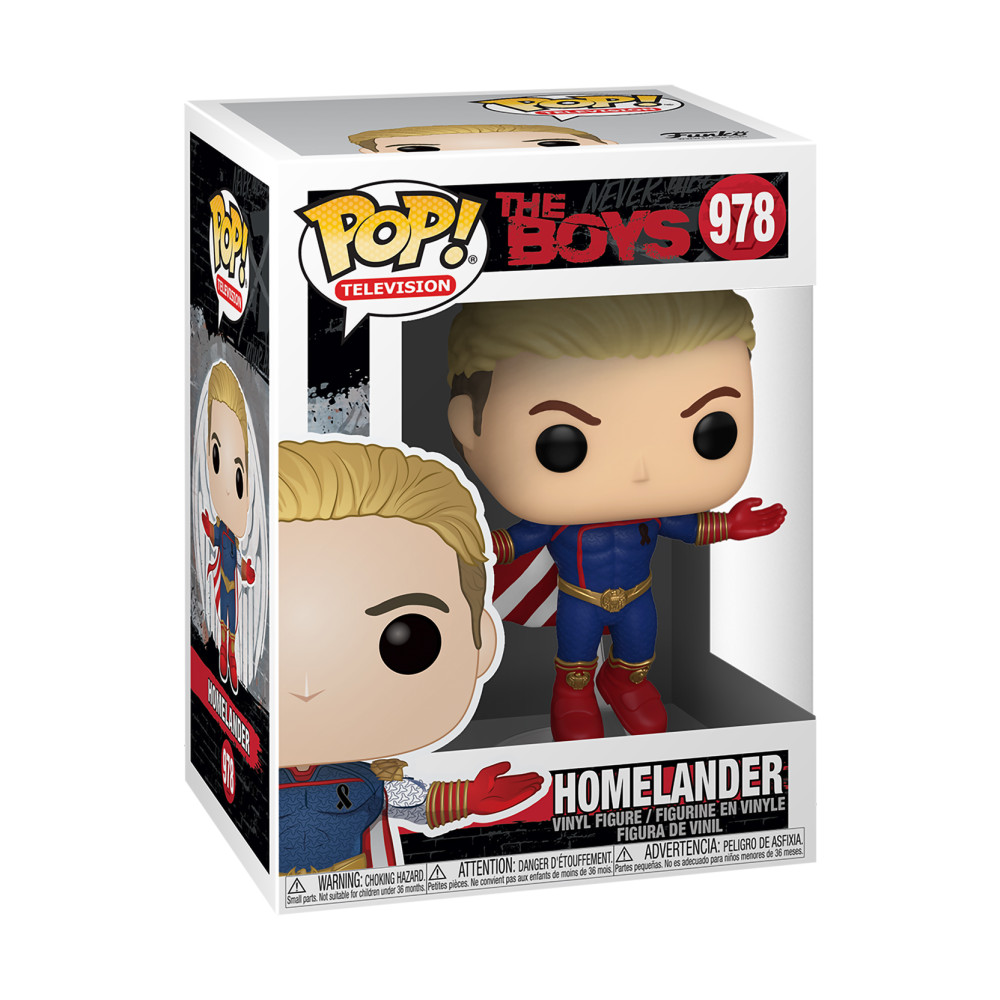 POP!
TELEVISION
Funko
POP!®
TELEVISION
THE
BOYS
NEVER
978
POP!
TELEVISION
HOMELANDER
978
HOMELANDER
VINYL FIGURE / FIGURINE EN VINYLE
FIGURA DE VINIL
WARNING: CHOKING HAZARD.
Small parts. Not suitable for children under 36 months.
ATTENTION: DANGER D'ÉTOUFFEMENT.
Petites pièces. Ne convient pas aux enfants de moins de 36 mois.
ADVERTENCIA: PELIGRO DE ASFIXIA.
Partes pequeñas. No es adecuado para niños menores de 36 meses.